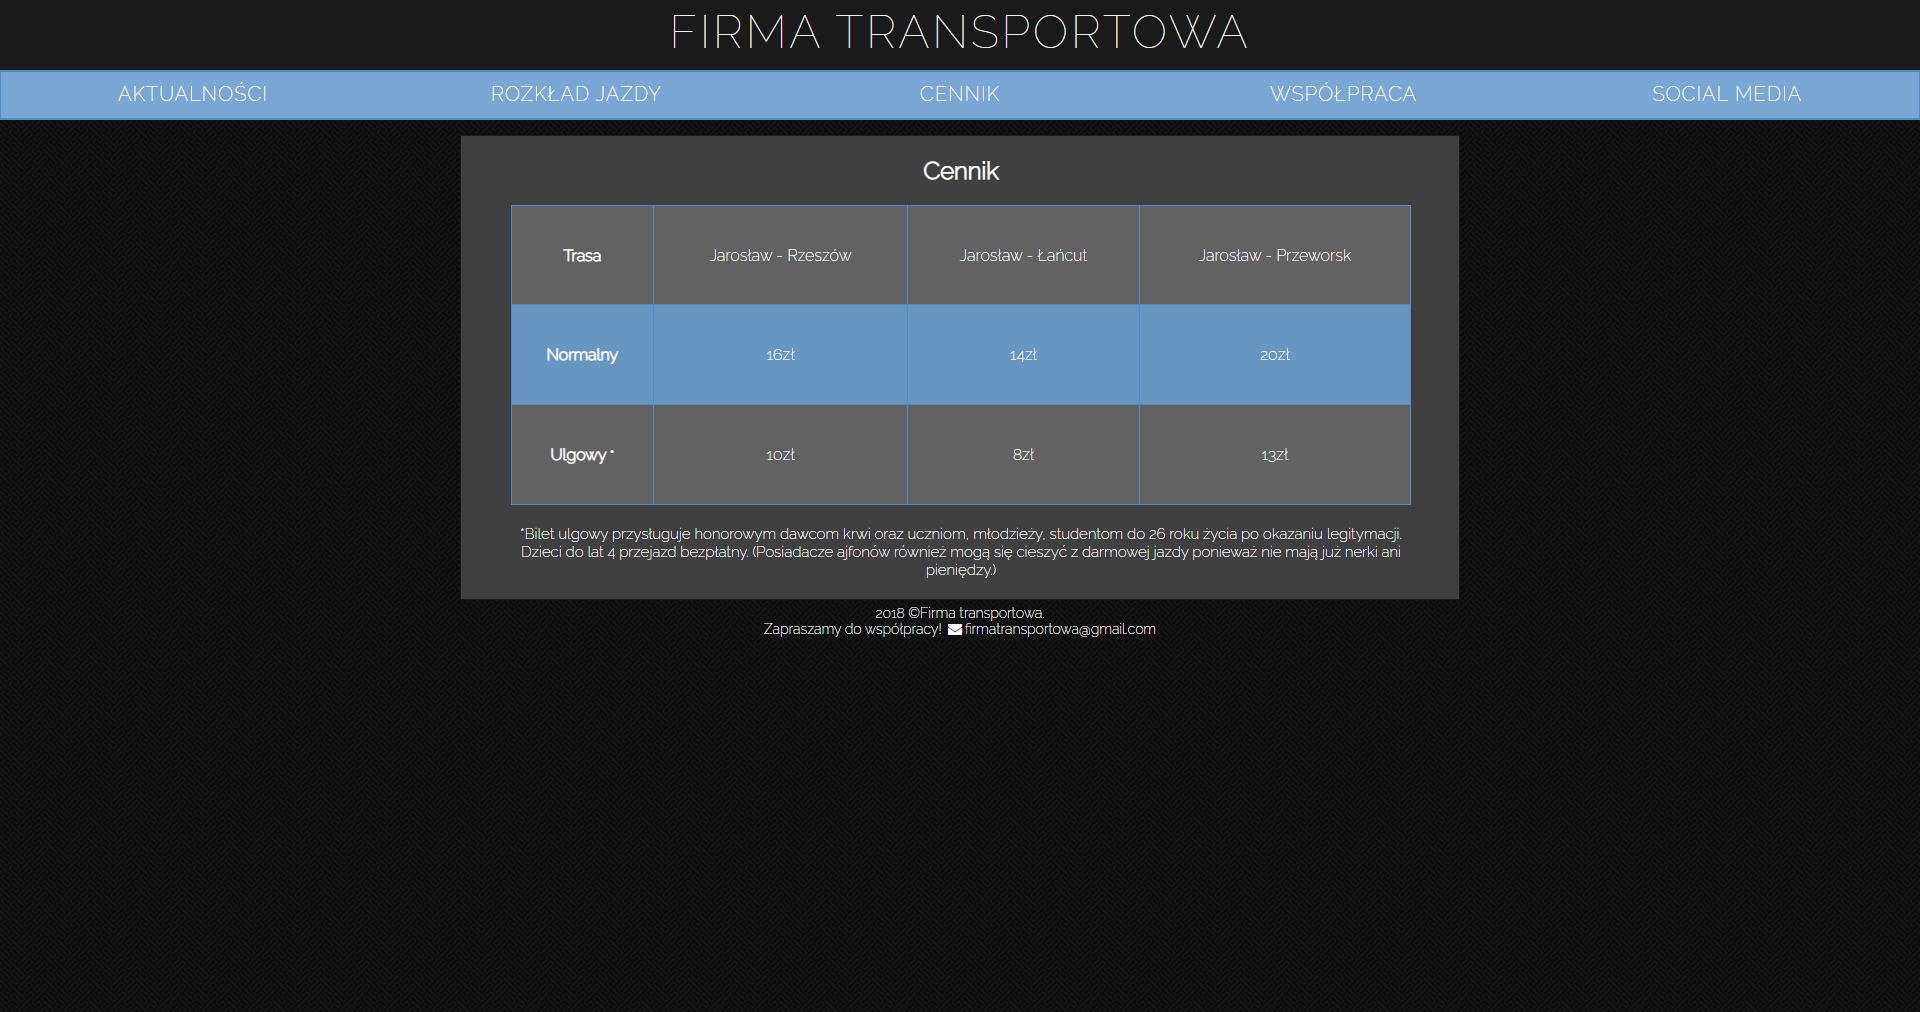 FIRMA TRANSPORTOWA
AKTUALNOŚCI ROZKŁAD JAZDY CENNIK WSPÓŁPRACA SOCIAL MEDIA
Cennik
Trasa Jarosław - Rzeszów Jarosław - Łańcut Jarosław - Przeworsk
Normalny 16zł 14zł 20zł
Ulgowy * 10zł 8zł 13zł
*Bilet ulgowy przysługuje honorowym dawcom krwi oraz uczniom, młodzieży, studentom do 26 roku życia po okazaniu legitymacji.
Dzieci do lat 4 przejazd bezpłatny. (Posiadacze ajfonów również mogą się cieszyć z darmowej jazdy ponieważ nie mają już nerki ani
pieniędzy.)
2018 ©Firma transportowa.
Zapraszamy do współpracy! firmatransportowa@gmail.com